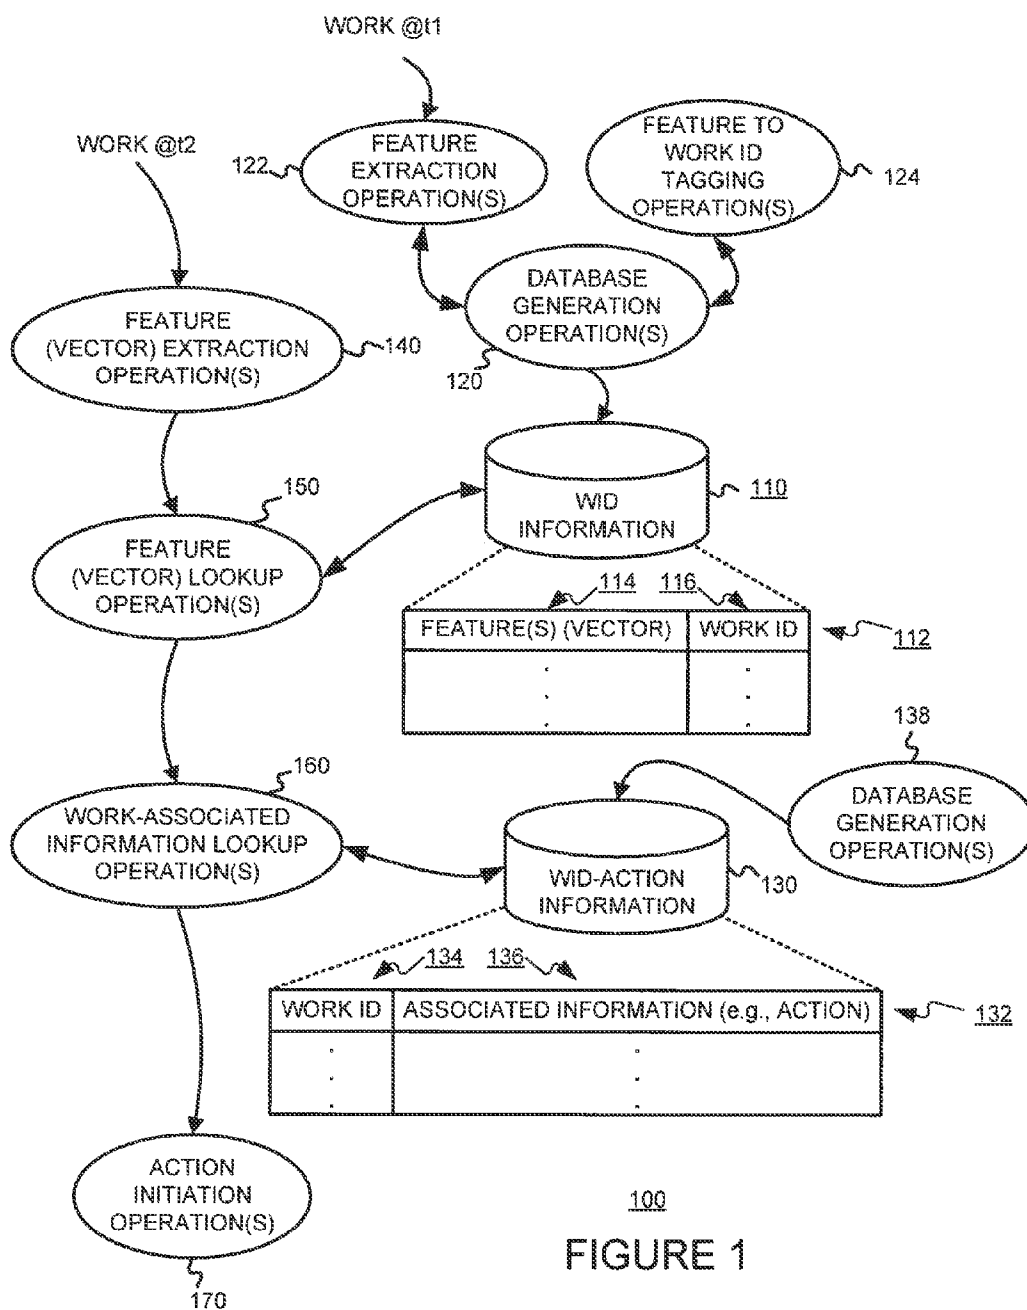 WORK @t1
WORK @t2
122
FEATURE
EXTRACTION
OPERATION(S)
FEATURE TO
WORK ID
TAGGING
OPERATION(S)
124
DATABASE
GENERATION
OPERATION(S)
120
FEATURE
(VECTOR) EXTRACTION
OPERATION(S)
140
WID
INFORMATION
110
150
FEATURE
(VECTOR) LOOKUP
OPERATION(S)
114
116
FEATURE(S) (VECTOR)
WORK ID
112
138
DATABASE
GENERATION
OPERATION(S)
160
WORK-ASSOCIATED
INFORMATION LOOKUP
OPERATION(S)
WID-ACTION
INFORMATION
130
134
136
WORK ID
ASSOCIATED INFORMATION (e.g., ACTION)
132
ACTION
INITIATION
OPERATION(S)
170
100
FIGURE 1